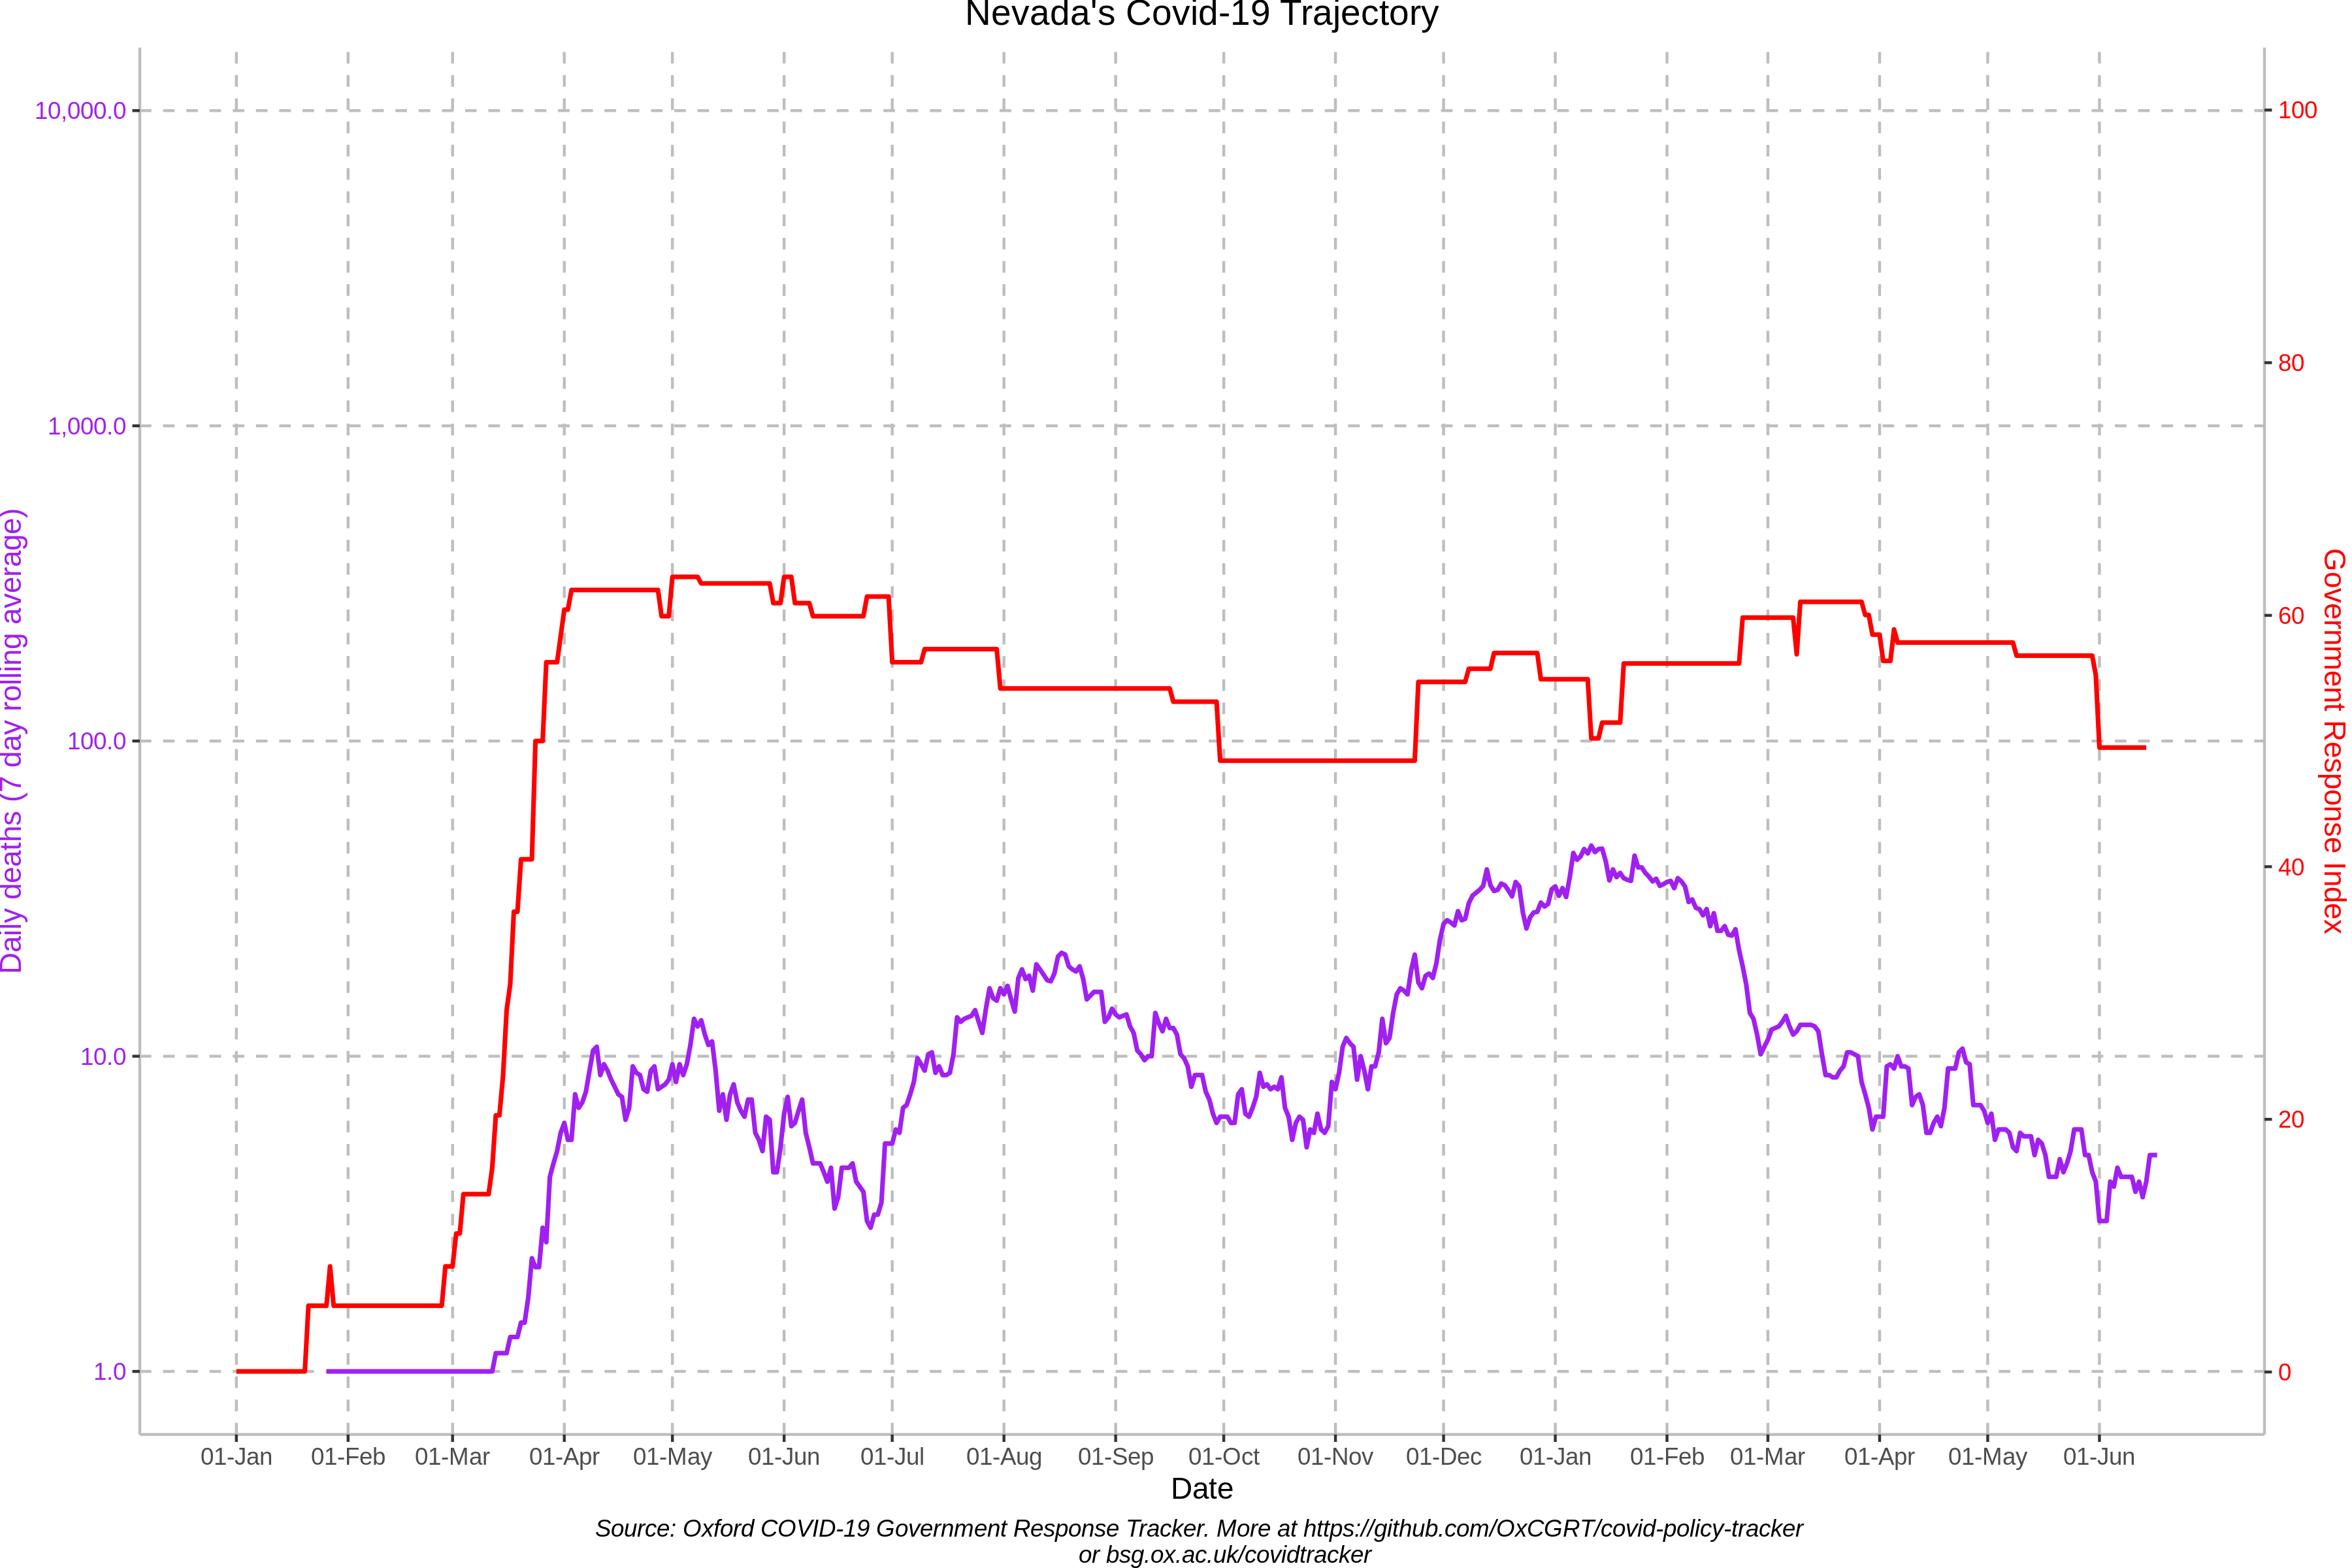 Nevada's Covid-19 Trajectory
10,000.0
1,000.0
100.0
10.0
1.0
Daily deaths (7 day rolling average)
100
80
60
40
20
0
Government Response Index
01-Jan 01-Feb 01-Mar 01-Apr 01-May 01-Jun 01-Jul 01-Aug 01-Sep 01-Oct 01-Nov 01-Dec 01-Jan 01-Feb 01-Mar 01-Apr 01-May 01-Jun
Date
Source: Oxford COVID-19 Government Response Tracker. More at https://github.com/OxCGRT/covid-policy-tracker
or bsg.ox.ac.uk/covidtracker